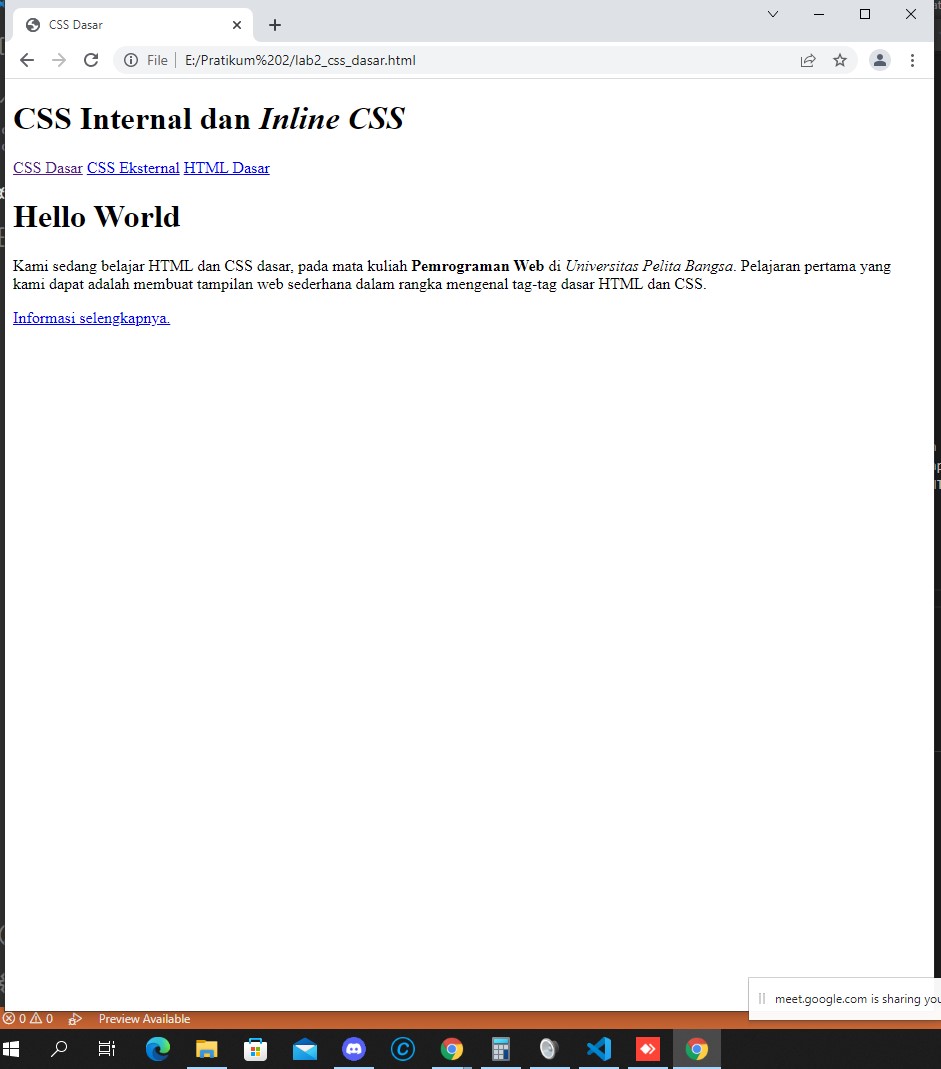 CSS Dasar
File
E:/Pratikum%202/lab2_css_dasar.html
CSS Internal dan Inline CSS
CSS Dasar CSS Eksternal HTML Dasar
Hello World
Kami sedang belajar HTML dan CSS dasar, pada mata kuliah Pemrograman Web di Universitas Pelita Bangsa. Pelajaran pertama yang
kami dapat adalah membuat tampilan web sederhana dalam rangka mengenal tag-tag dasar HTML dan CSS.
Informasi selengkapnya.
meet.google.com is sharing you
0 0 Preview Available